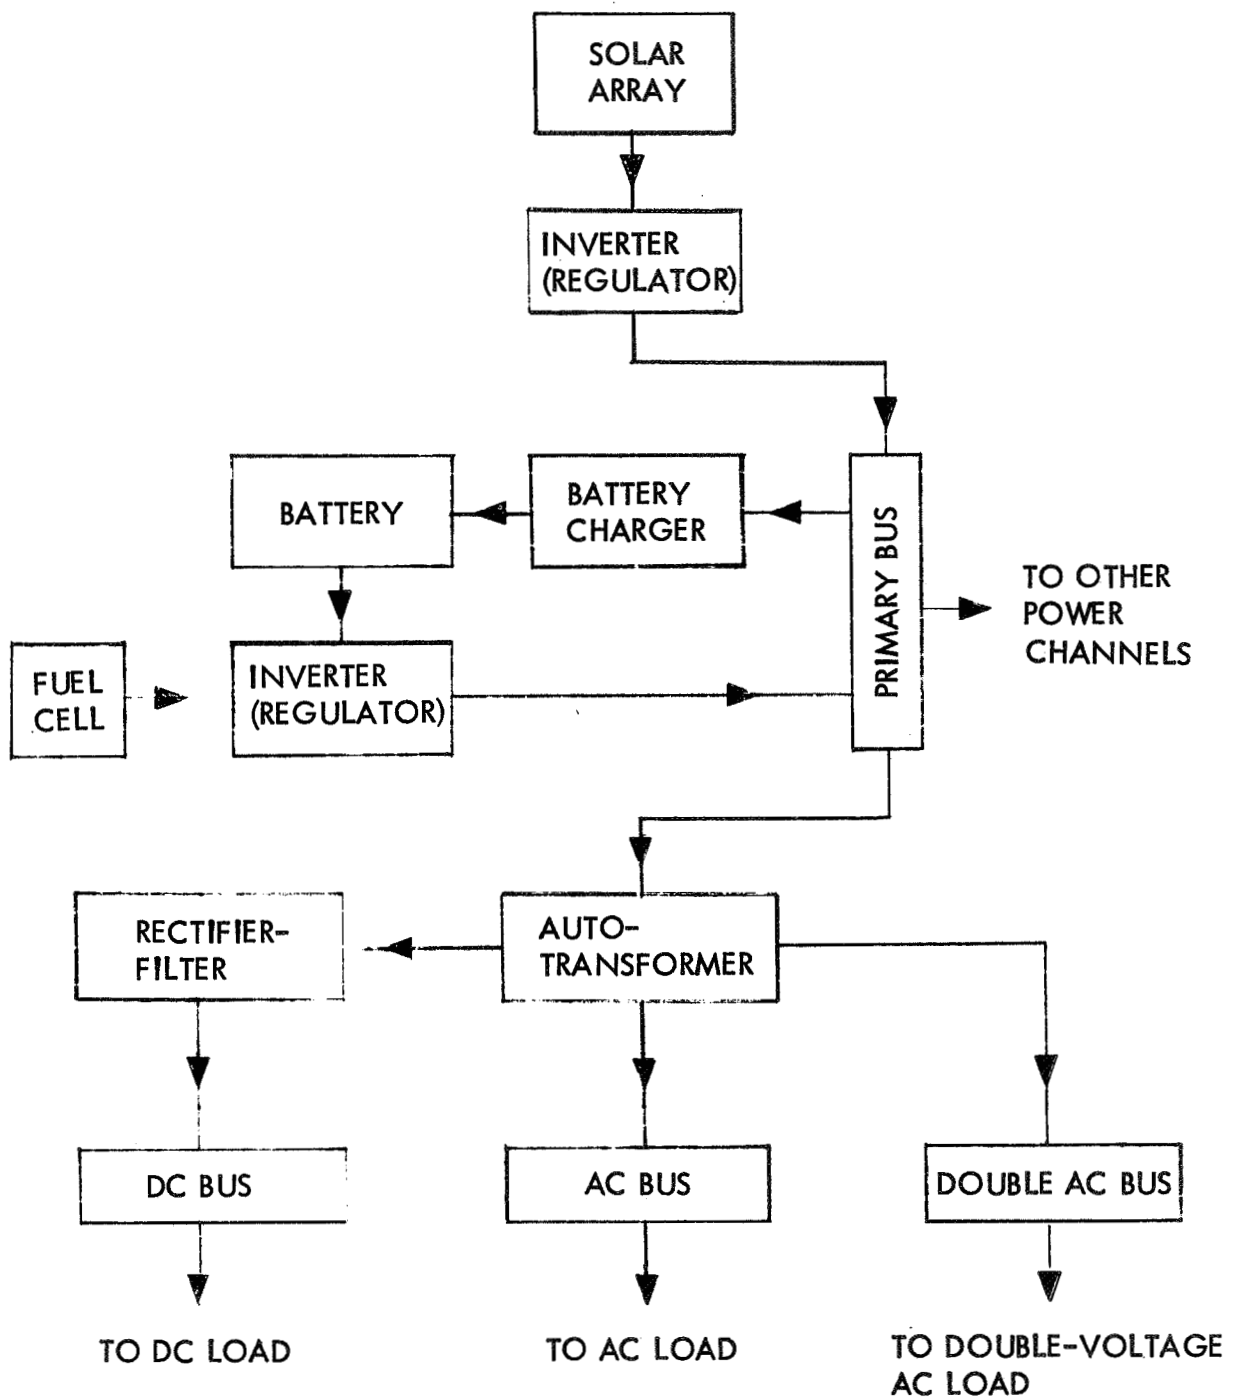 SOLAR
ARRAY
INVERTER
(REGULATOR)
BATTERY
BATTERY
CHARGER
PRIMARY BUS
TO OTHER
POWER
CHANNELS
FUEL
CELL
INVERTER
(REGULATOR)
RECTIFIER-
FILTER
AUTO-
TRANSFORMER
DC BUS
AC BUS
DOUBLE AC BUS
TO DC LOAD
TO AC LOAD
TO DOUBLE-VOLTAGE
AC LOAD